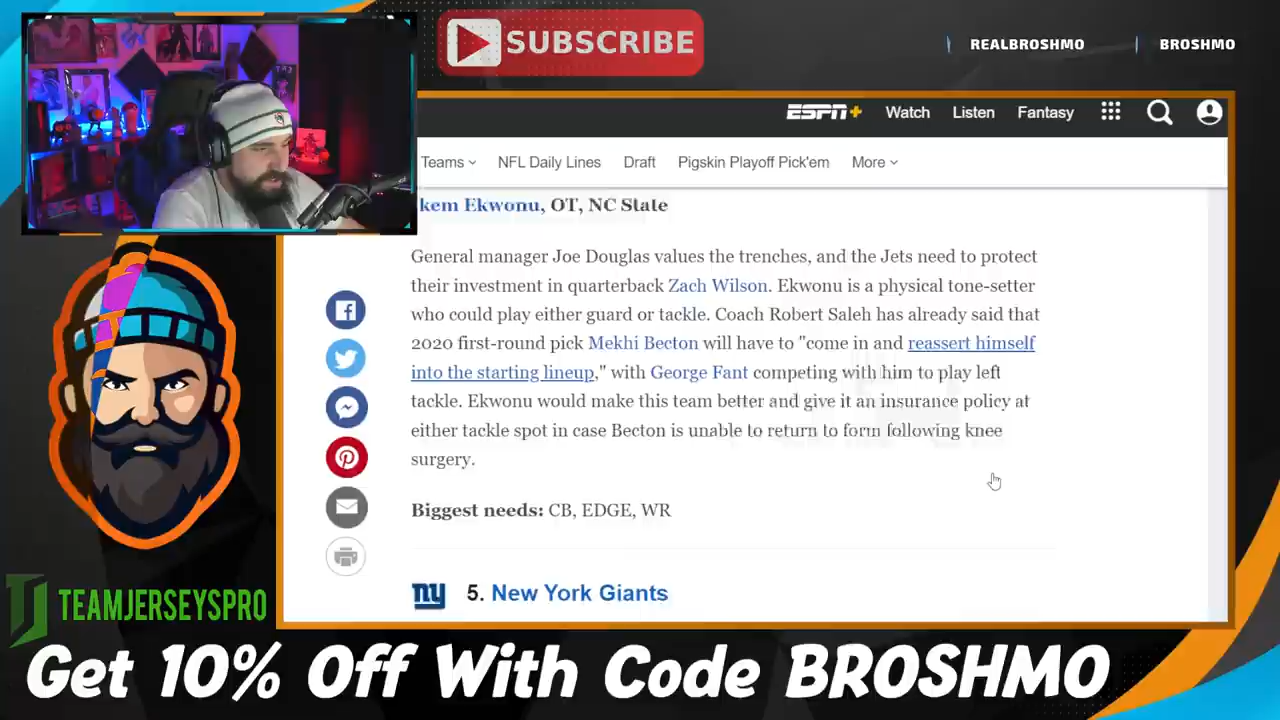 SUBSCRIBE
REALBROSHMO
BROSHMO
ESPN+ Watch Listen Fantasy
Teams NFL Daily Lines Draft Pigskin Playoff Pick'em More
kem Ekwonu, OT, NC State
General manager Joe Douglas values the trenches, and the Jets need to protect
their investment in quarterback Zach Wilson. Ekwonu is a physical tone-setter
who could play either guard or tackle. Coach Robert Saleh has already said that
2020 first-round pick Mekhi Becton will have to "come in and reassert himself
into the starting lineup," with George Fant competing with him to play left
tackle. Ekwonu would make this team better and give it an insurance policy at
either tackle spot in case Becton is unable to return to form following knee
surgery.
Biggest needs: CB, EDGE, WR
ny 5. New York Giants
TJ TEAMJERSEYSPRO
Get 10% Off With Code BROSHMO